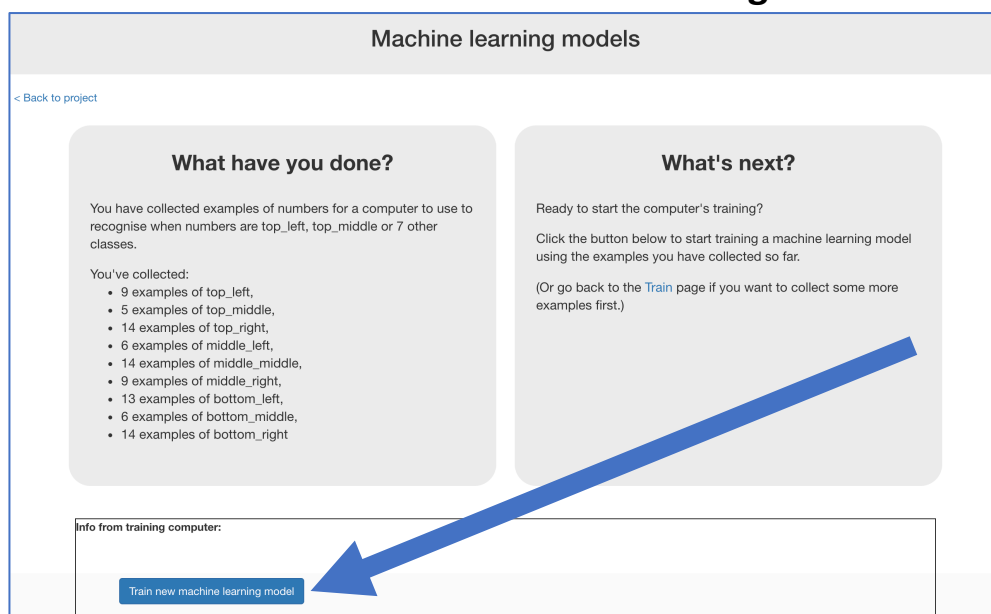 Machine learning models
< Back to project
What have you done?
You have collected examples of numbers for a computer to use to
recognise when numbers are top_left, top_middle or 7 other
classes.
You've collected:
• 9 examples of top_left,
• 5 examples of top_middle,
• 14 examples of top_right,
• 6 examples of middle_left,
• 14 examples of middle_middle,
• 9 examples of middle_right,
• 13 examples of bottom_left,
• 6 examples of bottom_middle,
• 14 examples of bottom_right
What's next?
Ready to start the computer's training?
Click the button below to start training a machine learning model
using the examples you have collected so far.
(Or go back to the Train page if you want to collect some more
examples first.)
Info from training computer:
Train new machine learning model